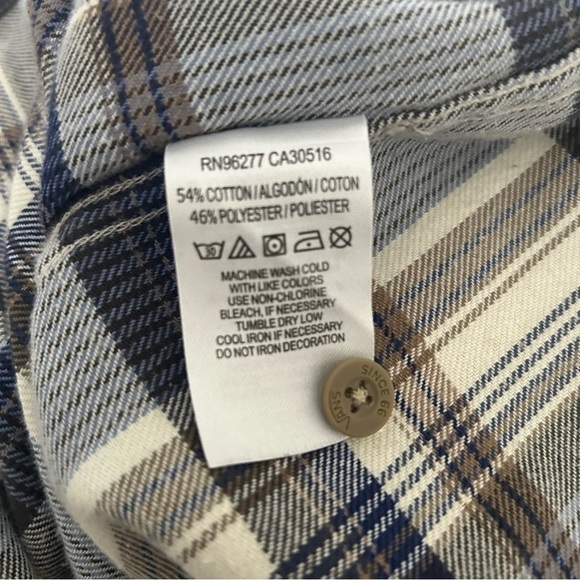 RN96277 CA30516
54% COTTON / ALGODÓN / COTON
46% POLYESTER / POLIESTER
30
MACHINE WASH COLD
WITH LIKE COLORS
USE NON-CHLORINE
BLEACH, IF NECESSARY
TUMBLE DRY LOW
COOL IRON IF NECESSARY
DO NOT IRON DECORATION
SINCE 66
VANS